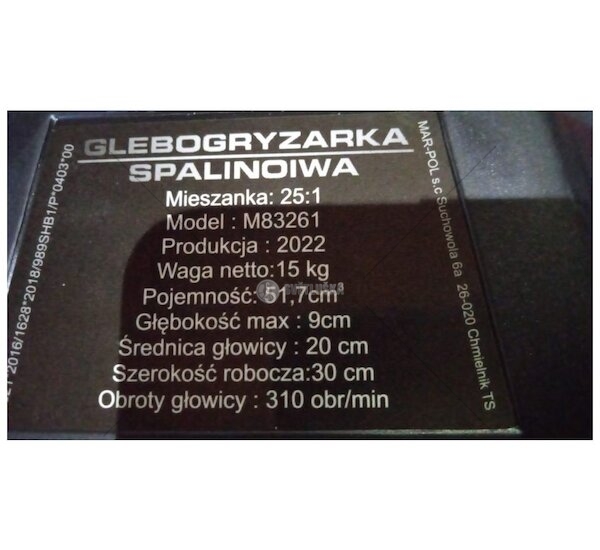 GLEBOGRYZARKA
SPALINOIWA
Mieszanka: 25:1
Model : M83261
Produkcja : 2022
Waga netto:15 kg
Pojemność: 51,7cm³
Głębokość max : 9cm
Średnica głowicy : 20 cm
Szerokość robocza:30 cm
Obroty głowicy : 310 obr/min
MAR-POL s.c Suchowola 6a 26-020 Chmielnik TS
2016/1628*2018/989SHB1/P*0403*00